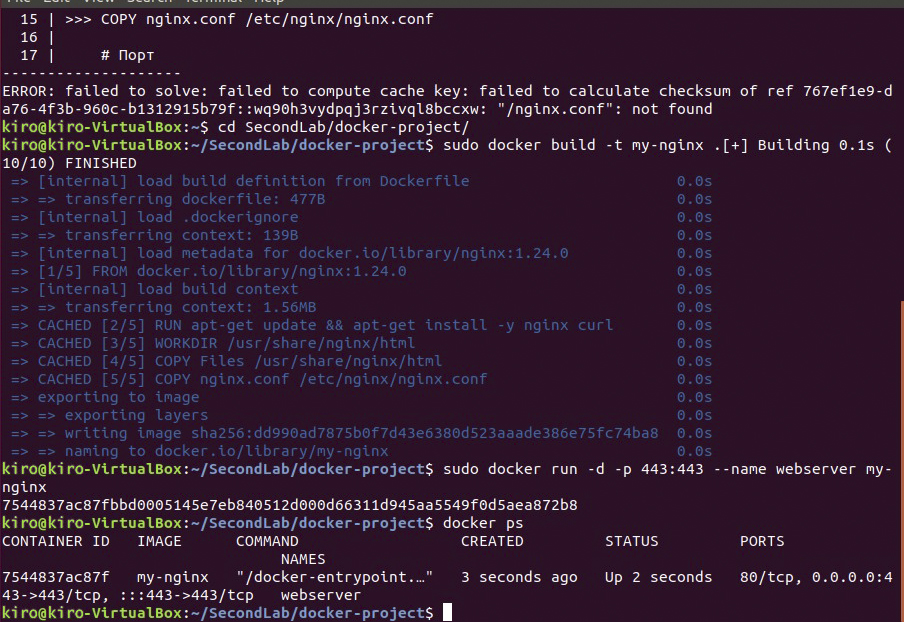 15 | >>> COPY nginx.conf /etc/nginx/nginx.conf
16 |
17 |     # Порт
--------------------
ERROR: failed to solve: failed to compute cache key: failed to calculate checksum of ref 767ef1e9-d
a76-4f3b-960c-b1312915b79f::wq90h3vydpqj3rzivql8bccxw: "/nginx.conf": not found
kiro@kiro-VirtualBox:~$ cd SecondLab/docker-project/
kiro@kiro-VirtualBox:~/SecondLab/docker-project$ sudo docker build -t my-nginx .[+] Building 0.1s (
10/10) FINISHED
=> [internal] load build definition from Dockerfile 0.0s
=> => transferring dockerfile: 477B 0.0s
=> [internal] load .dockerignore 0.0s
=> => transferring context: 139B 0.0s
=> [internal] load metadata for docker.io/library/nginx:1.24.0 0.0s
=> [1/5] FROM docker.io/library/nginx:1.24.0 0.0s
=> [internal] load build context 0.0s
=> => transferring context: 1.56MB 0.0s
=> CACHED [2/5] RUN apt-get update && apt-get install -y nginx curl 0.0s
=> CACHED [3/5] WORKDIR /usr/share/nginx/html 0.0s
=> CACHED [4/5] COPY Files /usr/share/nginx/html 0.0s
=> CACHED [5/5] COPY nginx.conf /etc/nginx/nginx.conf 0.0s
=> exporting to image 0.0s
=> => exporting layers 0.0s
=> => writing image sha256:dd990ad7875b0f7d43e6380d523aaade386e75fc74ba8 0.0s
=> => naming to docker.io/library/my-nginx 0.0s
kiro@kiro-VirtualBox:~/SecondLab/docker-project$ sudo docker run -d -p 443:443 --name webserver my-
nginx
7544837ac87fbbd0005145e7eb840512d000d66311d945aa5549f0d5aea872b8
kiro@kiro-VirtualBox:~/SecondLab/docker-project$ docker ps
CONTAINER ID   IMAGE      COMMAND                  CREATED         STATUS         PORTS
NAMES
7544837ac87f   my-nginx   "/docker-entrypoint.…"   3 seconds ago   Up 2 seconds   80/tcp, 0.0.0.0:4
43->443/tcp, :::443->443/tcp   webserver
kiro@kiro-VirtualBox:~/SecondLab/docker-project$